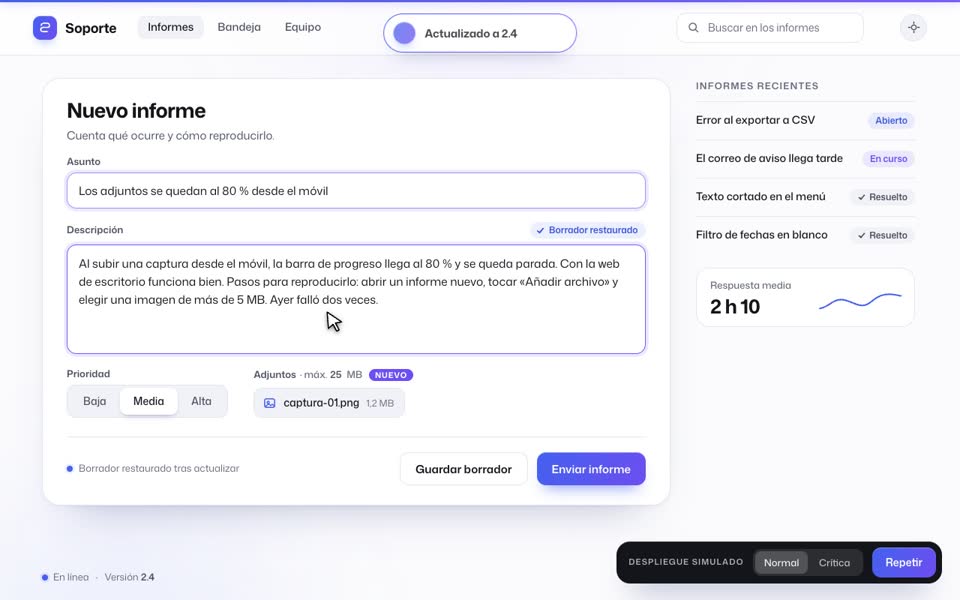 Soporte
Informes
Bandeja
Equipo
Actualizado a 2.4
Buscar en los informes
Nuevo informe
Cuenta qué ocurre y cómo reproducirlo.
Asunto
Los adjuntos se quedan al 80 % desde el móvil
Descripción
Borrador restaurado
Al subir una captura desde el móvil, la barra de progreso llega al 80 % y se queda parada. Con la web
de escritorio funciona bien. Pasos para reproducirlo: abrir un informe nuevo, tocar «Añadir archivo» y
elegir una imagen de más de 5 MB. Ayer falló dos veces.
Prioridad
Baja
Media
Alta
Adjuntos · máx. 25 MB NUEVO
captura-01.png 1,2 MB
Borrador restaurado tras actualizar
Guardar borrador
Enviar informe
INFORMES RECIENTES
Error al exportar a CSV
Abierto
El correo de aviso llega tarde
En curso
Texto cortado en el menú
Resuelto
Filtro de fechas en blanco
Resuelto
Respuesta media
2 h 10
En línea · Versión 2.4
DESPLIEGUE SIMULADO
Normal
Crítica
Repetir